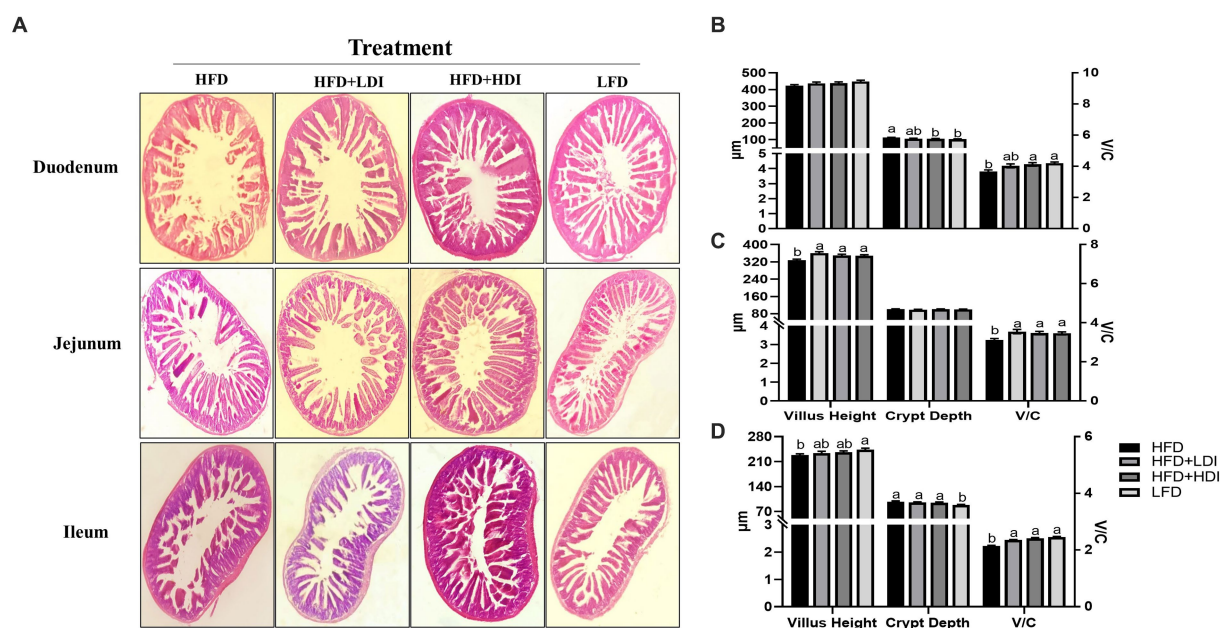 A
Treatment
HFD HFD+LDI HFD+HDI LFD
Duodenum
Jejunum
Ileum
B
500
400
300
200
100
5
4
3
2
1
0
µm
a ab b b
b ab a a
10
8
6
4
2
0
V/C
C
400
320
240
160
80
4
3
2
1
0
µm
b a a a
b a a a
8
6
4
2
0
V/C
Villus Height Crypt Depth V/C
D
280
210
140
70
3
2
1
0
µm
b ab ab a
a a a b
b a a a
6
4
2
0
V/C
Villus Height Crypt Depth V/C
HFD
HFD+LDI
HFD+HDI
LFD